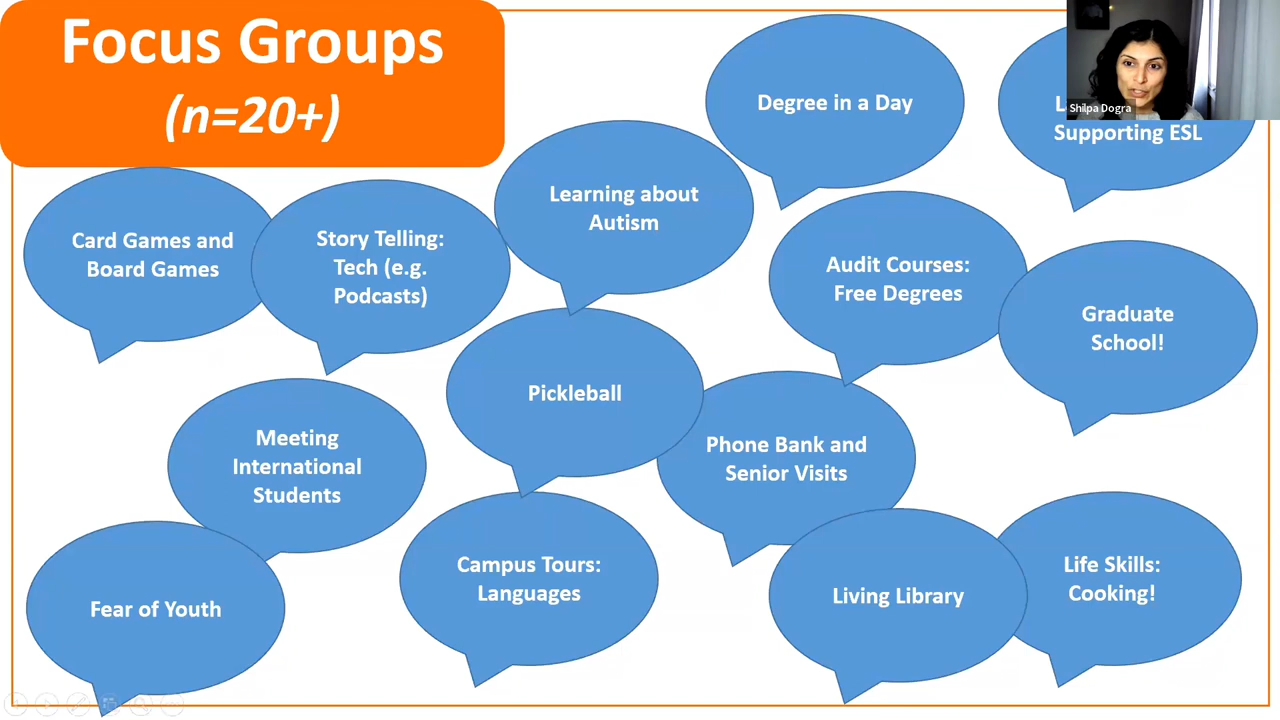 Focus Groups
(n=20+)
Degree in a Day
Supporting ESL
Shilpa Dogra
Learning about
Autism
Card Games and
Board Games
Story Telling:
Tech (e.g.
Podcasts)
Audit Courses:
Free Degrees
Graduate
School!
Pickleball
Meeting
International
Students
Phone Bank and
Senior Visits
Fear of Youth
Campus Tours:
Languages
Living Library
Life Skills:
Cooking!